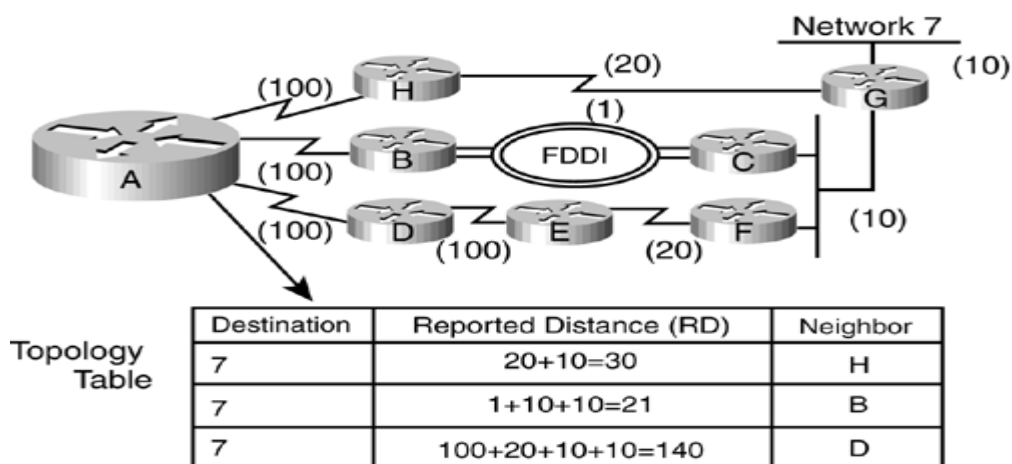 Network 7
(10)
(20)
(100)
H
G
(1)
A
B
FDDI
C
(100)
(100)
D
(100)
E
(20)
F
(10)
Topology Table
Destination Reported Distance (RD) Neighbor
7 20+10=30 H
7 1+10+10=21 B
7 100+20+10+10=140 D